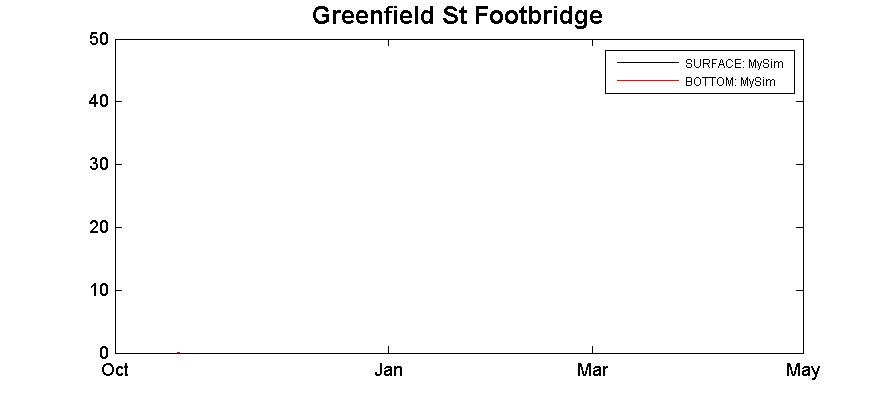 Greenfield St Footbridge
50
SURFACE: MySim
BOTTOM: MySim
40
30
20
10
0
Oct Jan Mar May